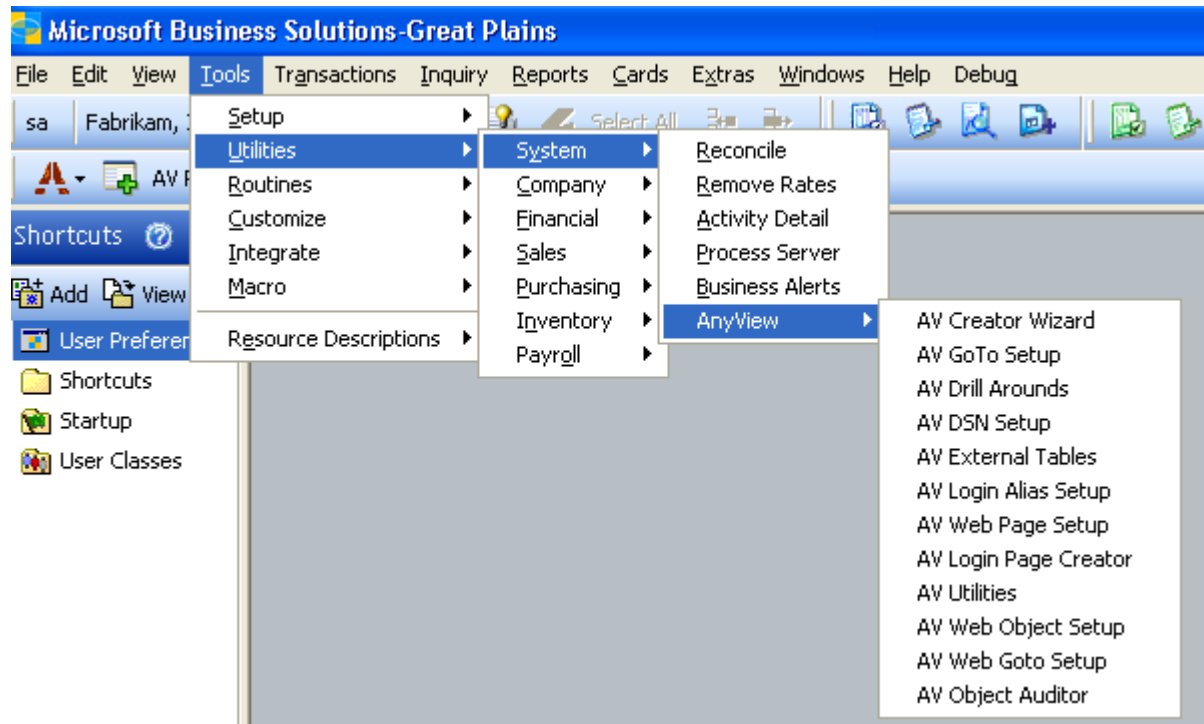 Microsoft Business Solutions-Great Plains
File Edit View Tools Transactions Inquiry Reports Cards Extras Windows Help Debug
sa Fabrikam, Select All
AV
Shortcuts
Add View
User Preferen
Shortcuts
Startup
User Classes
Setup
Utilities
Routines
Customize
Integrate
Macro
Resource Descriptions
System
Company
Financial
Sales
Purchasing
Inventory
Payroll
Reconcile
Remove Rates
Activity Detail
Process Server
Business Alerts
AnyView
AV Creator Wizard
AV GoTo Setup
AV Drill Arounds
AV DSN Setup
AV External Tables
AV Login Alias Setup
AV Web Page Setup
AV Login Page Creator
AV Utilities
AV Web Object Setup
AV Web Goto Setup
AV Object Auditor